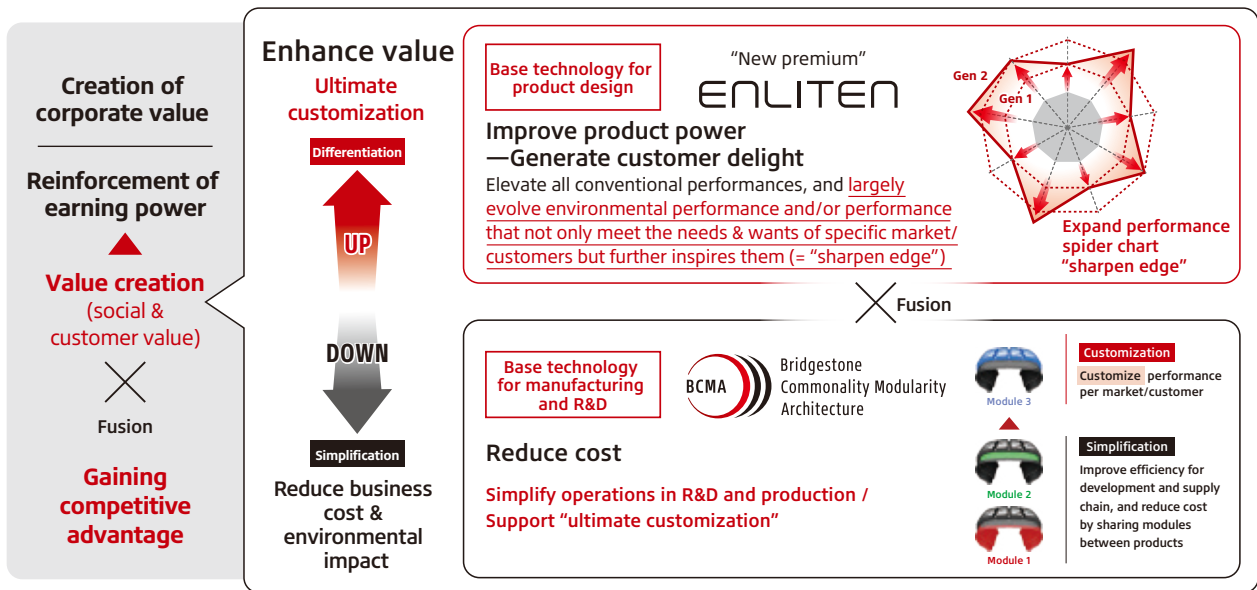 Creation of
corporate value
Reinforcement of
earning power
Value creation
(social &
customer value)
Fusion
Gaining
competitive
advantage
Enhance value
Ultimate
customization
Differentiation
UP
DOWN
Simplification
Reduce business
cost &
environmental
impact
Base technology for
product design
“New premium”
ENLITEN
Improve product power
—Generate customer delight
Elevate all conventional performances, and largely
evolve environmental performance and/or performance
that not only meet the needs & wants of specific market/
customers but further inspires them (= “sharpen edge”)
Gen 2
Gen 1
Expand performance
spider chart
“sharpen edge”
Fusion
Base technology
for manufacturing
and R&D
BCMA
Bridgestone
Commonality Modularity
Architecture
Reduce cost
Simplify operations in R&D and production /
Support “ultimate customization”
Module 3
Module 2
Module 1
Customization
Customize performance
per market/customer
Simplification
Improve efficiency for
development and supply
chain, and reduce cost
by sharing modules
between products